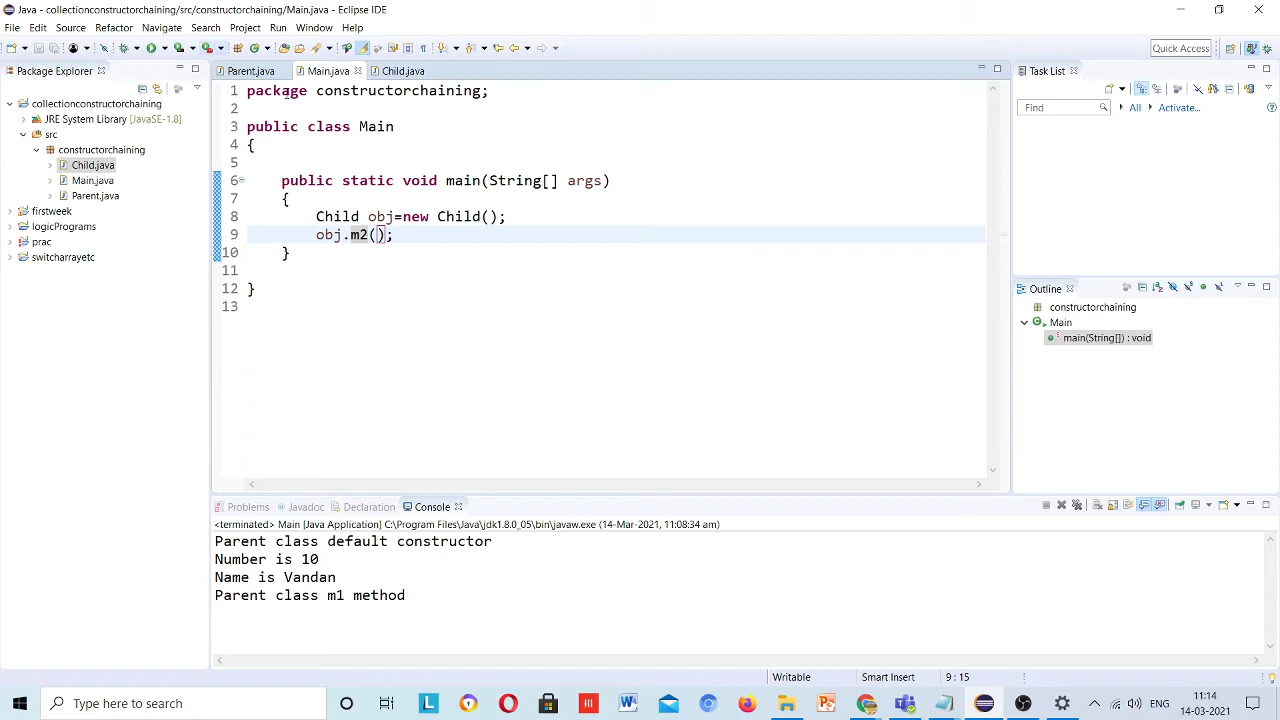 Java - collectionconstructorchaining/src/constructorchaining/Main.java - Eclipse IDE
File Edit Source Refactor Navigate Search Project Run Window Help
Quick Access
Package Explorer
Parent.java Main.java Child.java
Task List
collectionconstructorchaining
JRE System Library [JavaSE-1.8]
src
constructorchaining
Child.java
Main.java
Parent.java
firstweek
logicPrograms
prac
switcharrayetc
1 package constructorchaining;
2
3 public class Main
4 {
5
6 public static void main(String[] args)
7 {
8 Child obj=new Child();
9 obj.m2();
10 }
11
12 }
13
Find All Activate...
Outline
constructorchaining
Main
main(String[]) : void
Problems Javadoc Declaration Console
<terminated> Main [Java Application] C:\Program Files\Java\jdk1.8.0_05\bin\javaw.exe (14-Mar-2021, 11:08:34 am)
Parent class default constructor
Number is 10
Name is Vandan
Parent class m1 method
Writable Smart Insert 9 : 15
Type here to search
ENG
11:14
14-03-2021